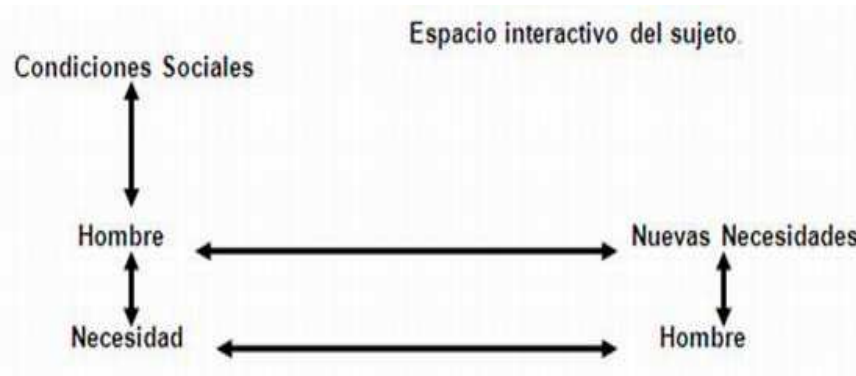 Espacio interactivo del sujeto.
Condiciones Sociales
Hombre
Nuevas Necesidades
Necesidad
Hombre